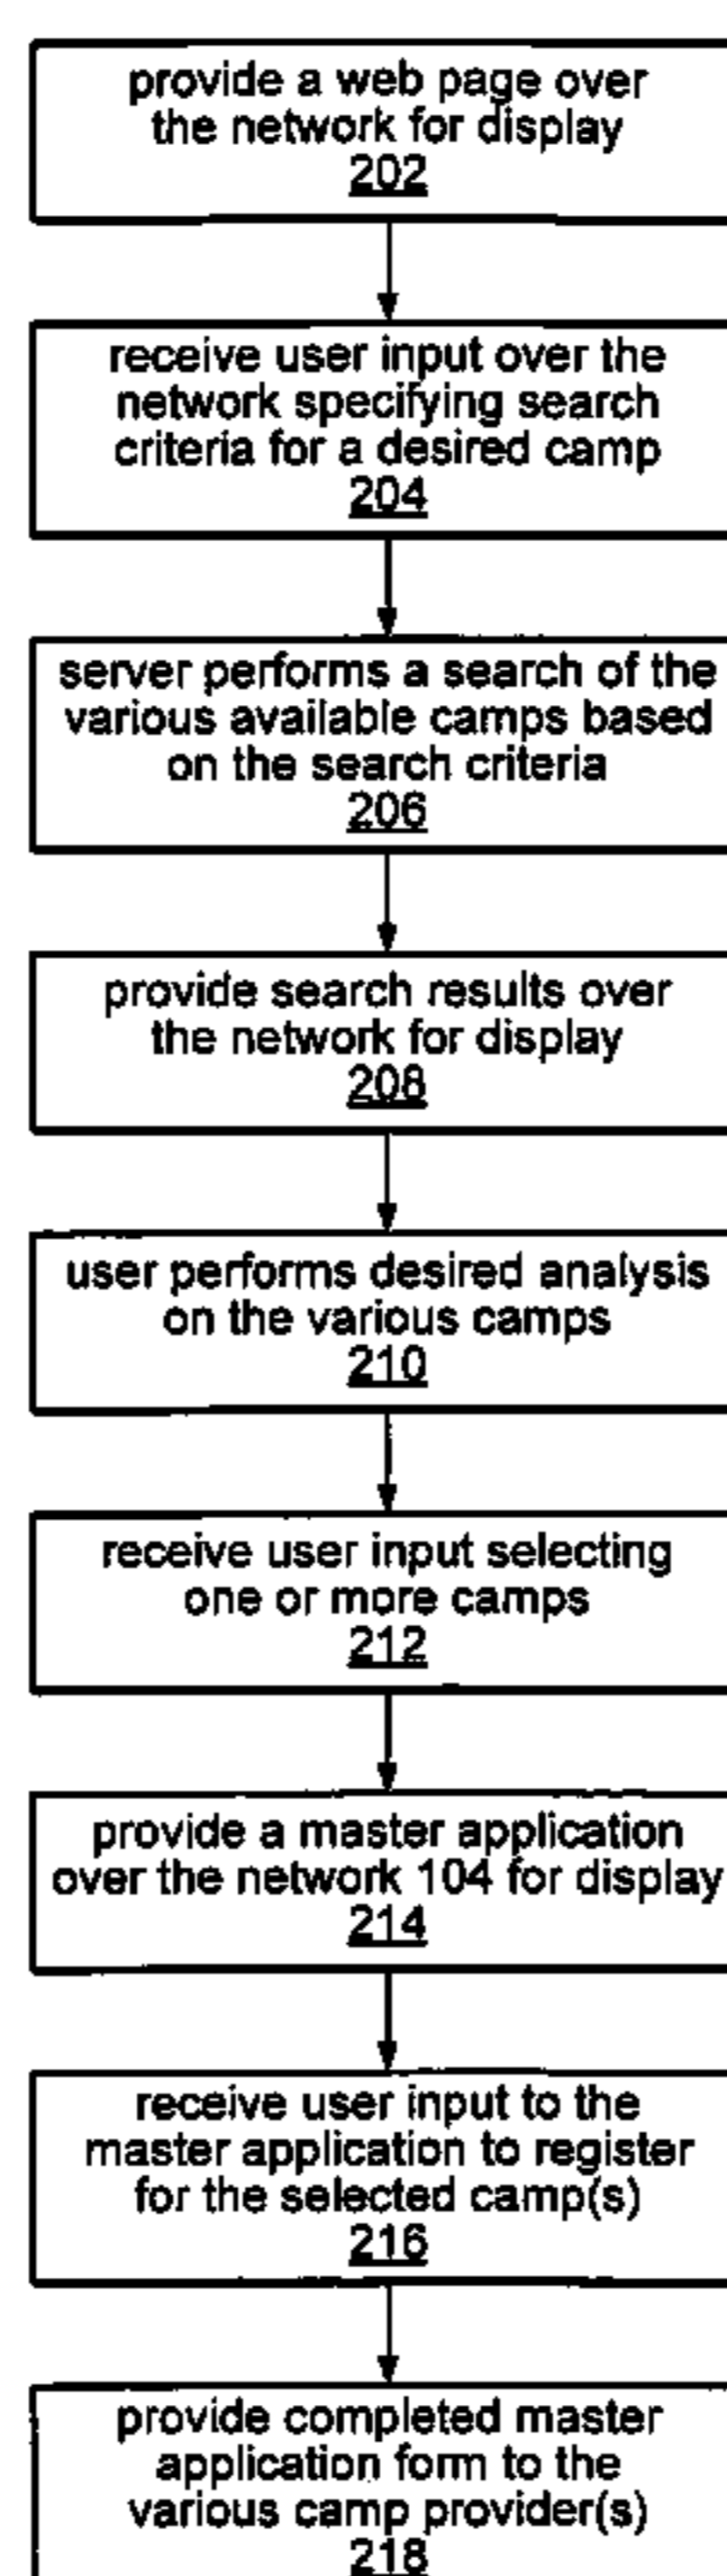 provide a web page over
the network for display
202
receive user input over the
network specifying search
criteria for a desired camp
204
server performs a search of the
various available camps based
on the search criteria
206
provide search results over
the network for display
208
user performs desired analysis
on the various camps
210
receive user input selecting
one or more camps
212
provide a master application
over the network 104 for display
214
receive user input to the
master application to register
for the selected camp(s)
216
provide completed master
application form to the
various camp provider(s)
218